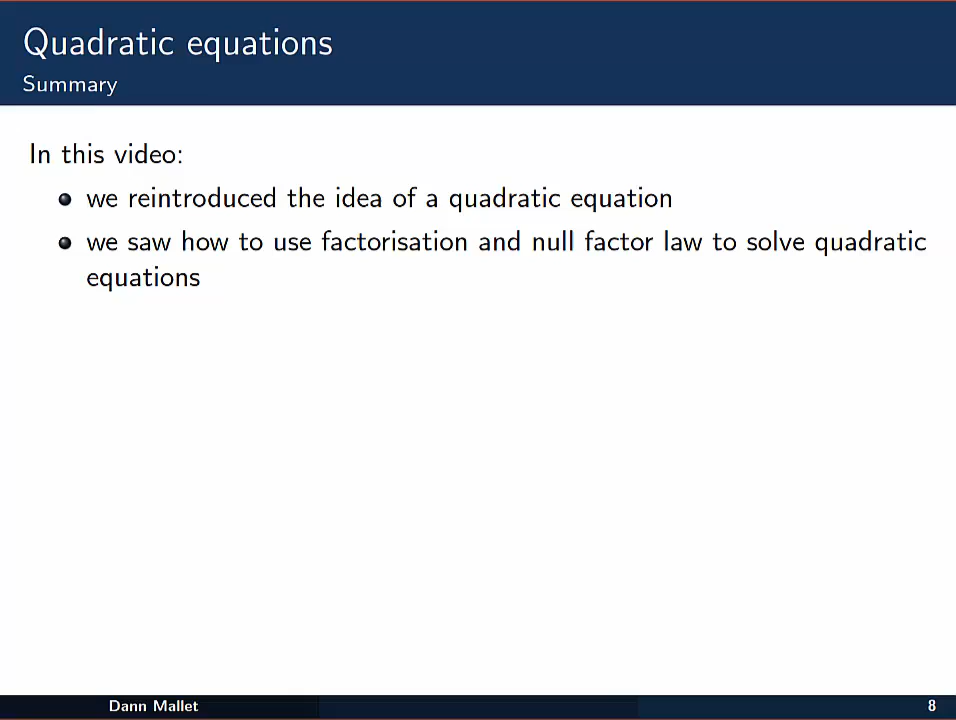 Quadratic equations
Summary
In this video:
we reintroduced the idea of a quadratic equation
we saw how to use factorisation and null factor law to solve quadratic
equations
Dann Mallet
8